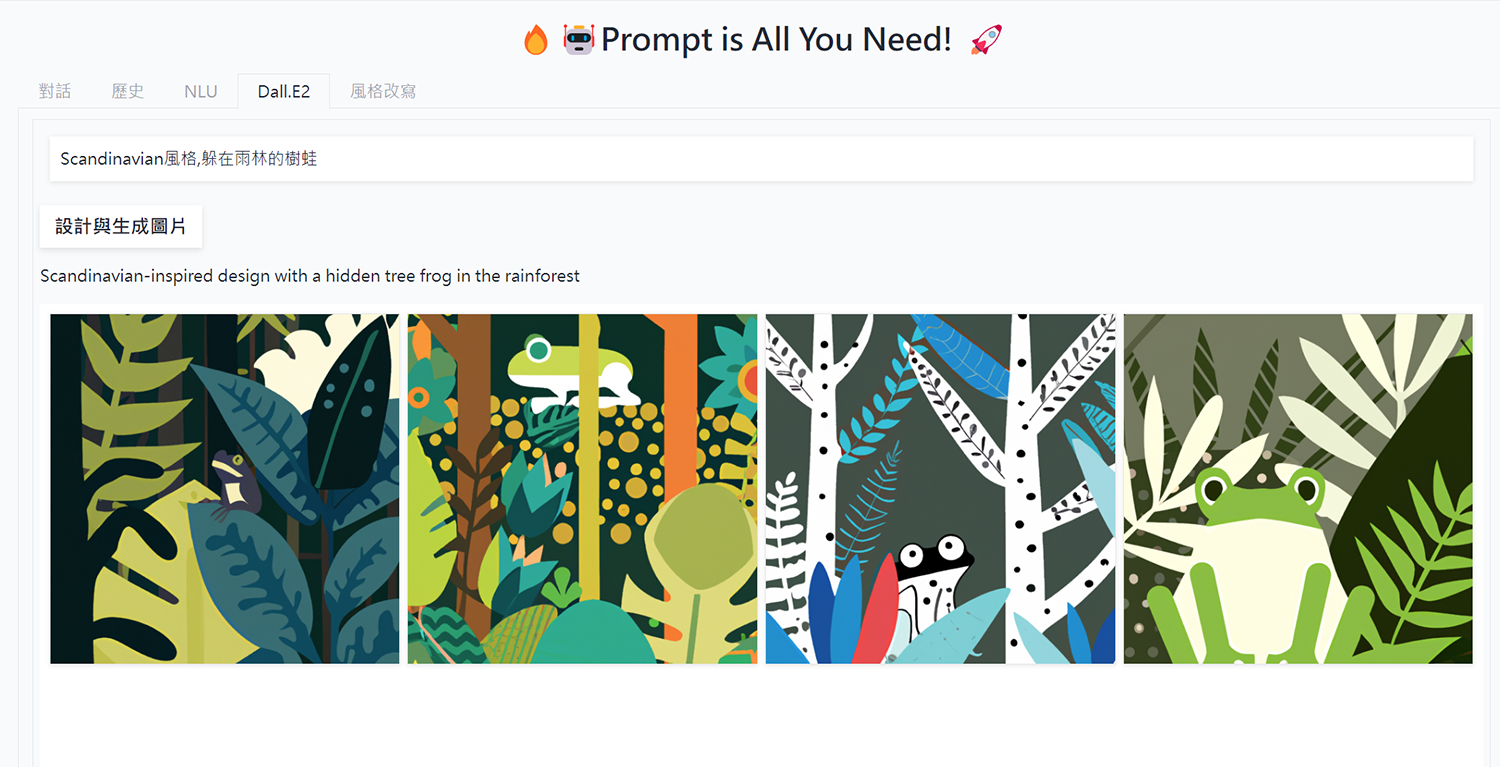 🔥 🤖Prompt is All You Need! 🚀
對話 歷史 NLU Dall.E2 風格改寫
Scandinavian風格,躲在雨林的樹蛙
設計與生成圖片
Scandinavian-inspired design with a hidden tree frog in the rainforest